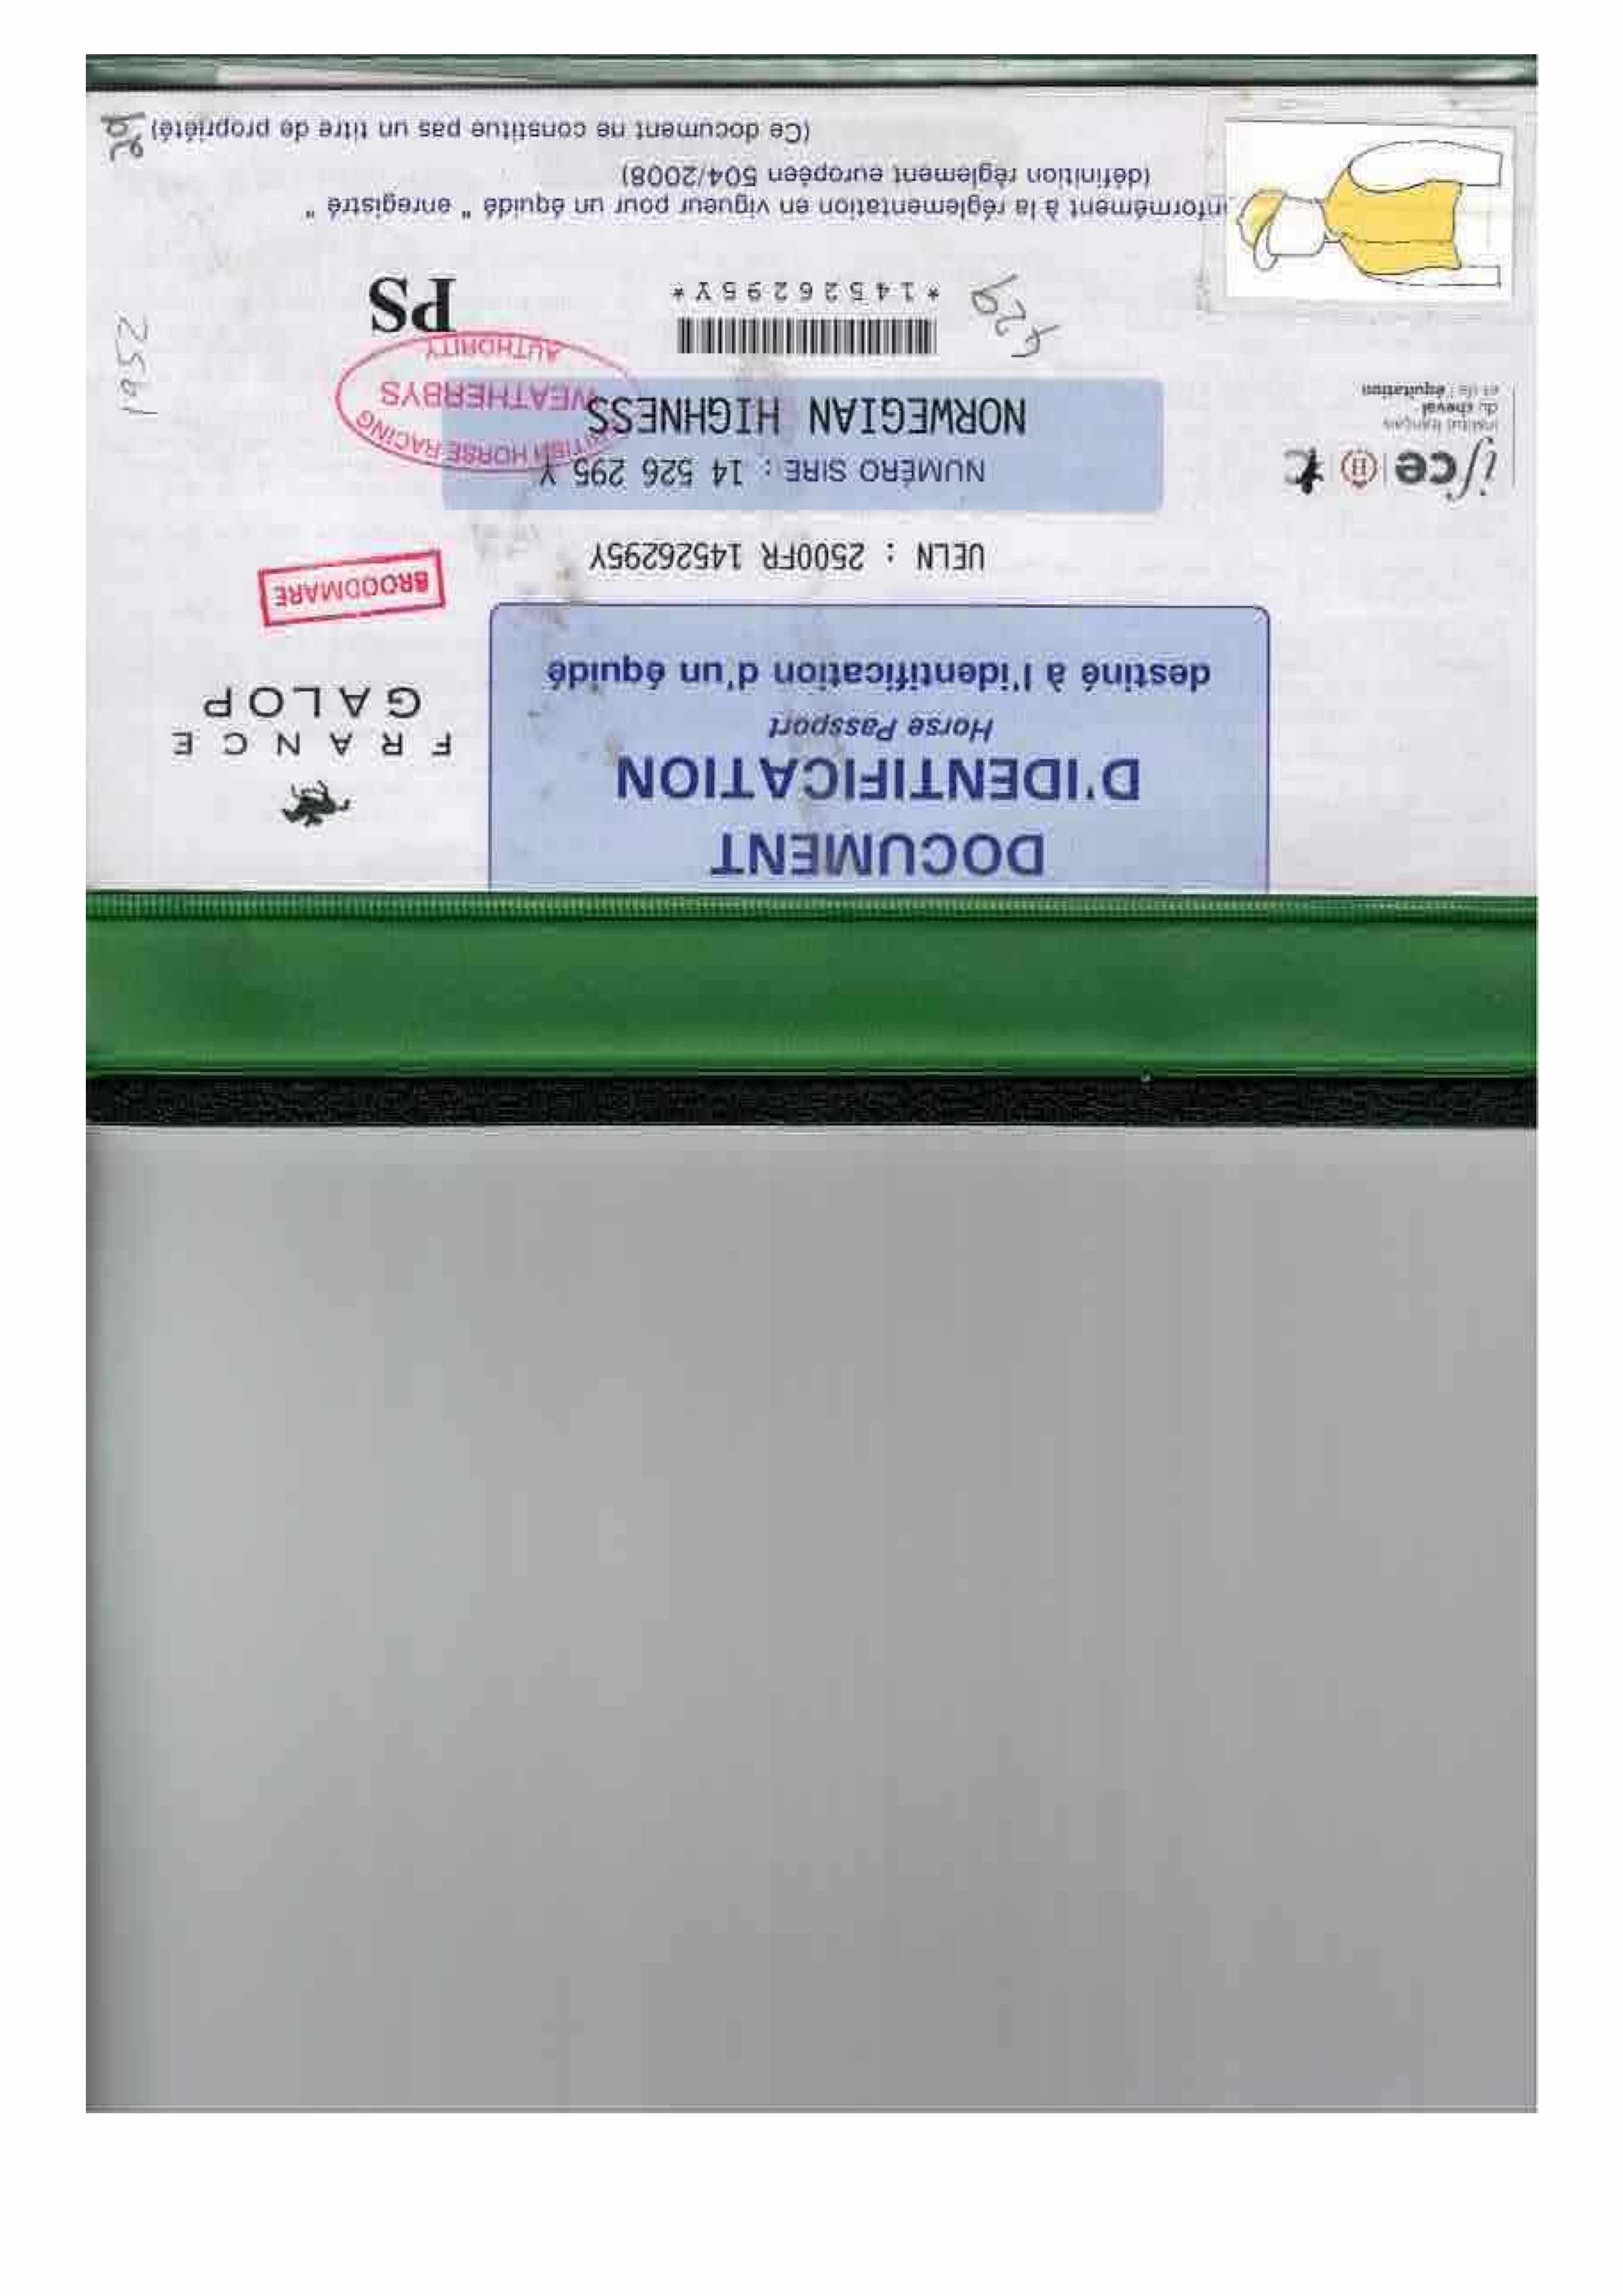 DOCUMENT
D'IDENTIFICATION
Horse Passport
destiné à l'identification d'un équidé
FRANCE
GALOP
UELN : 2500FR 14526295Y
BROODMARE
ifce
institut français
du cheval
et de l'équitation
NUMÉRO SIRE : 14 526 295 Y
NORWEGIAN HIGHNESS
HORSE RACING
WEATHERBYS
AUTHORITY
*14526295Y*
PS
à la réglementation en vigueur pour un équidé " enregistré "
(définition règlement européen 504/2008)
(Ce document ne constitue pas un titre de propriété)